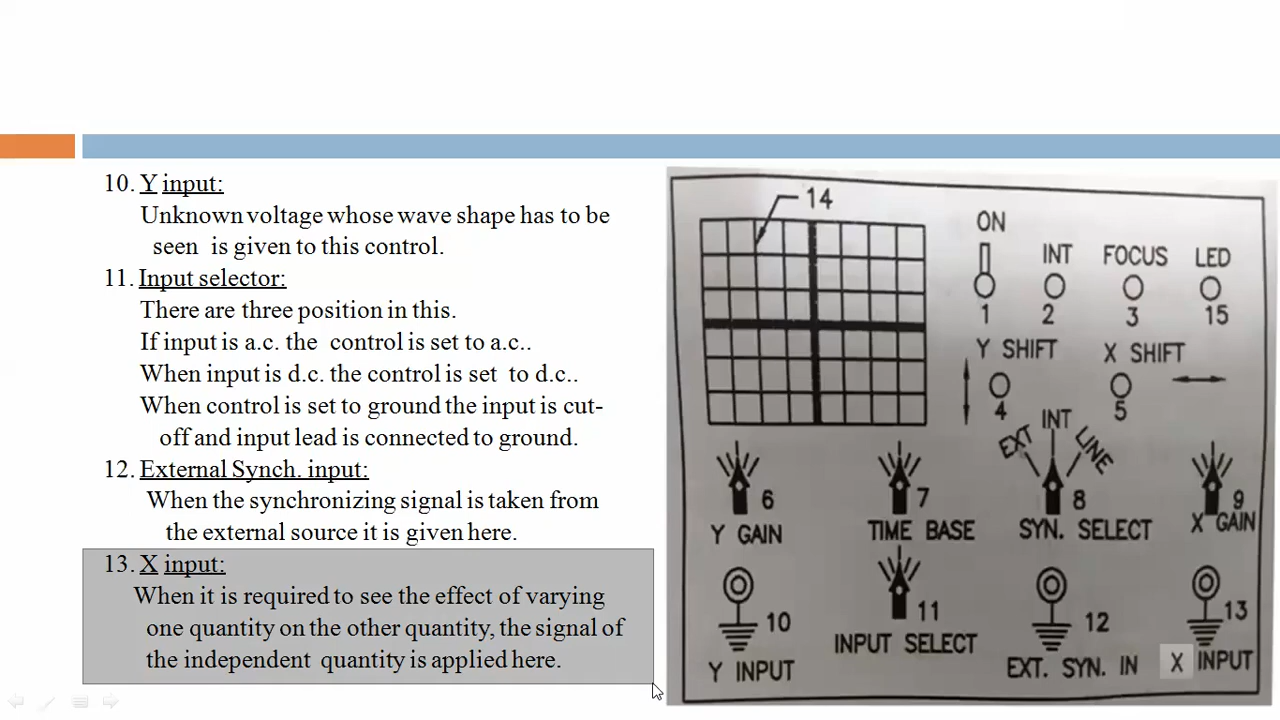 10. Y input:
Unknown voltage whose wave shape has to be
seen is given to this control.
11. Input selector:
There are three position in this.
If input is a.c. the control is set to a.c..
When input is d.c. the control is set to d.c..
When control is set to ground the input is cut-
off and input lead is connected to ground.
12. External Synch. input:
When the synchronizing signal is taken from
the external source it is given here.
13. X input:
When it is required to see the effect of varying
one quantity on the other quantity, the signal of
the independent quantity is applied here.
14
ON
INT
FOCUS
LED
1
2
3
15
Y SHIFT
X SHIFT
4
5
EXT
INT
LINE
6
7
8
9
Y GAIN
TIME BASE
SYN. SELECT
X GAIN
10
11
12
13
Y INPUT
INPUT SELECT
EXT. SYN. IN
X INPUT